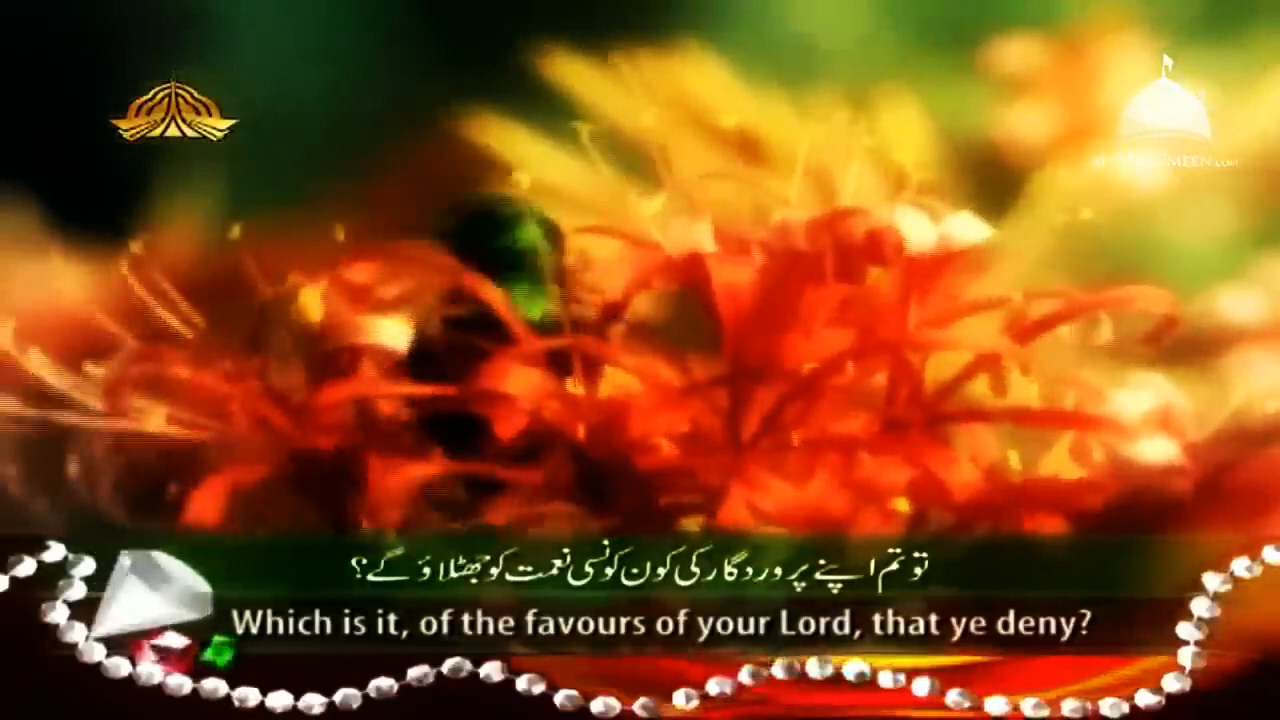 تو تم اپنے پروردگار کی کون کونسی نعمت کو جھٹلاؤ گے؟
Which is it, of the favours of your Lord, that ye deny?